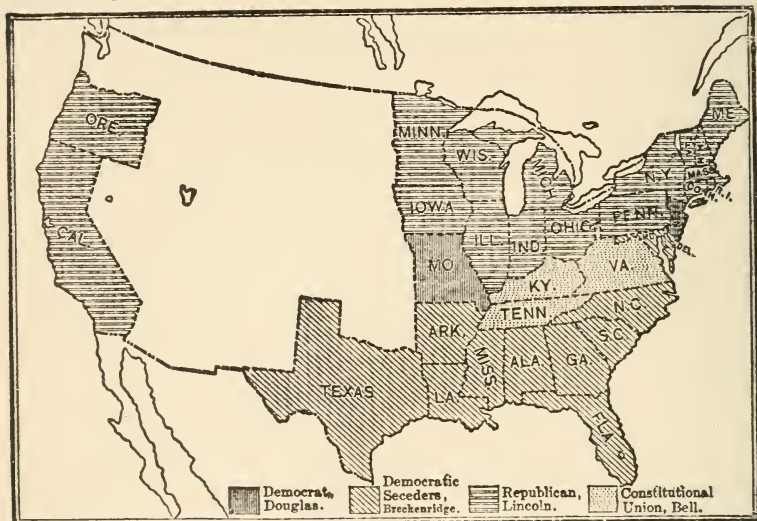 ORE.
MINN.
ME.
WIS.
MICH.
N.Y.
MASS.
IOWA
PENN.
CAL.
ILL.
IND.
OHIO
MO.
KY.
VA.
TENN.
N.C.
ARK.
S.C.
MISS.
ALA.
GA.
TEXAS
LA.
FLA.
Democrat,
Douglas.
Democratic
Seceders,
Breckenridge.
Republican,
Lincoln.
Constitutional
Union, Bell.